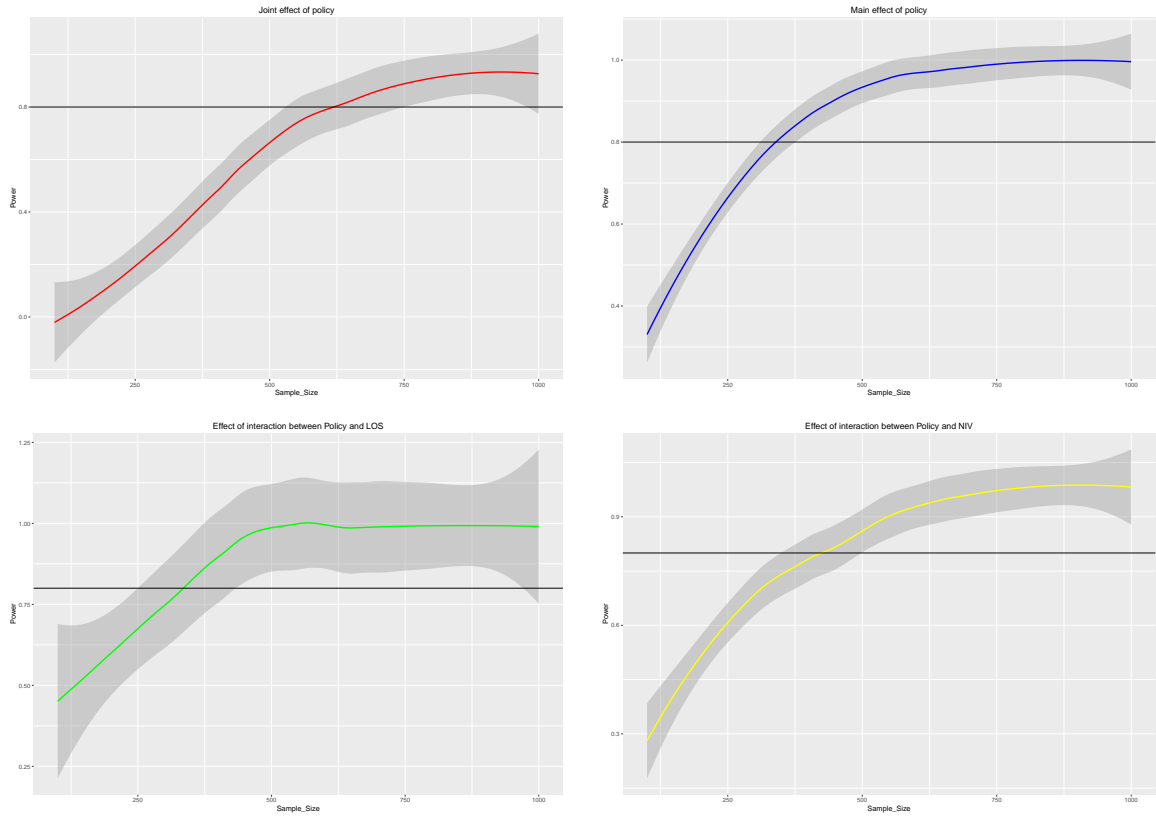 Joint effect of policy
Power
0.8
0.4
0.0
250
500
750
1000
Sample_Size
Main effect of policy
Power
1.0
0.8
0.6
0.4
250
500
750
1000
Sample_Size
Effect of interaction between Policy and LOS
Power
1.25
1.00
0.75
0.50
0.25
250
500
750
1000
Sample_Size
Effect of interaction between Policy and NIV
Power
0.9
0.6
0.3
250
500
750
1000
Sample_Size